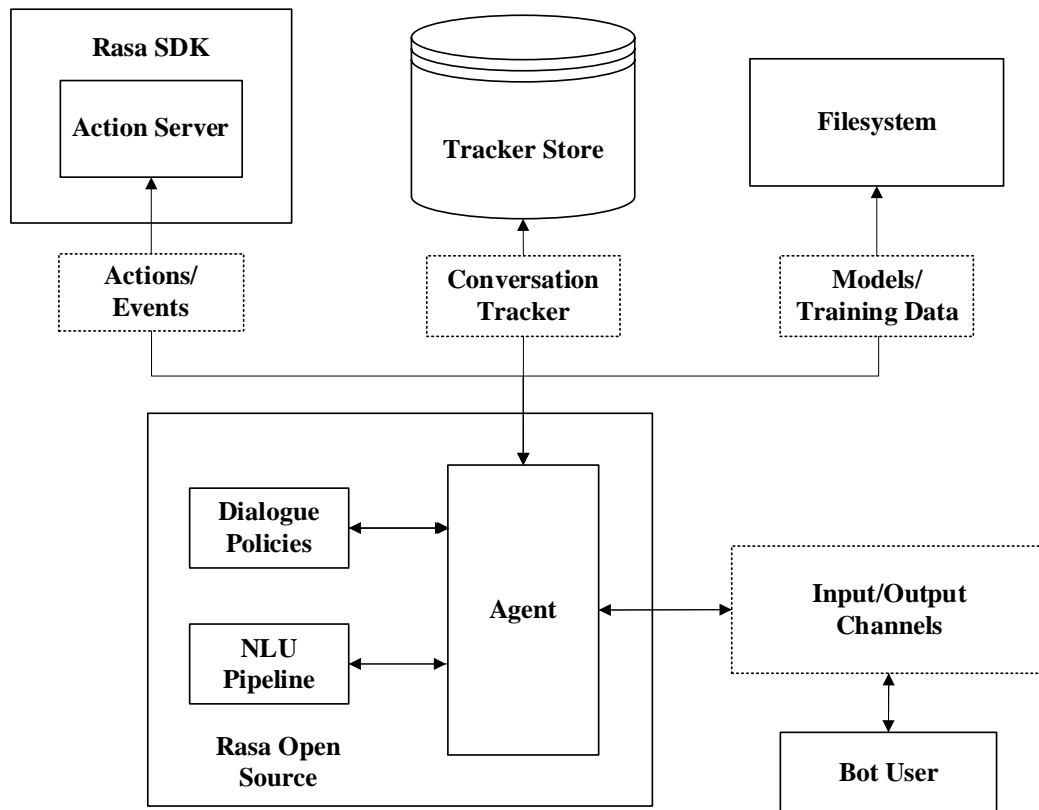 Rasa SDK
Action Server
Tracker Store
Filesystem
Actions/
Events
Conversation
Tracker
Models/
Training Data
Dialogue
Policies
Agent
NLU
Pipeline
Rasa Open
Source
Input/Output
Channels
Bot User